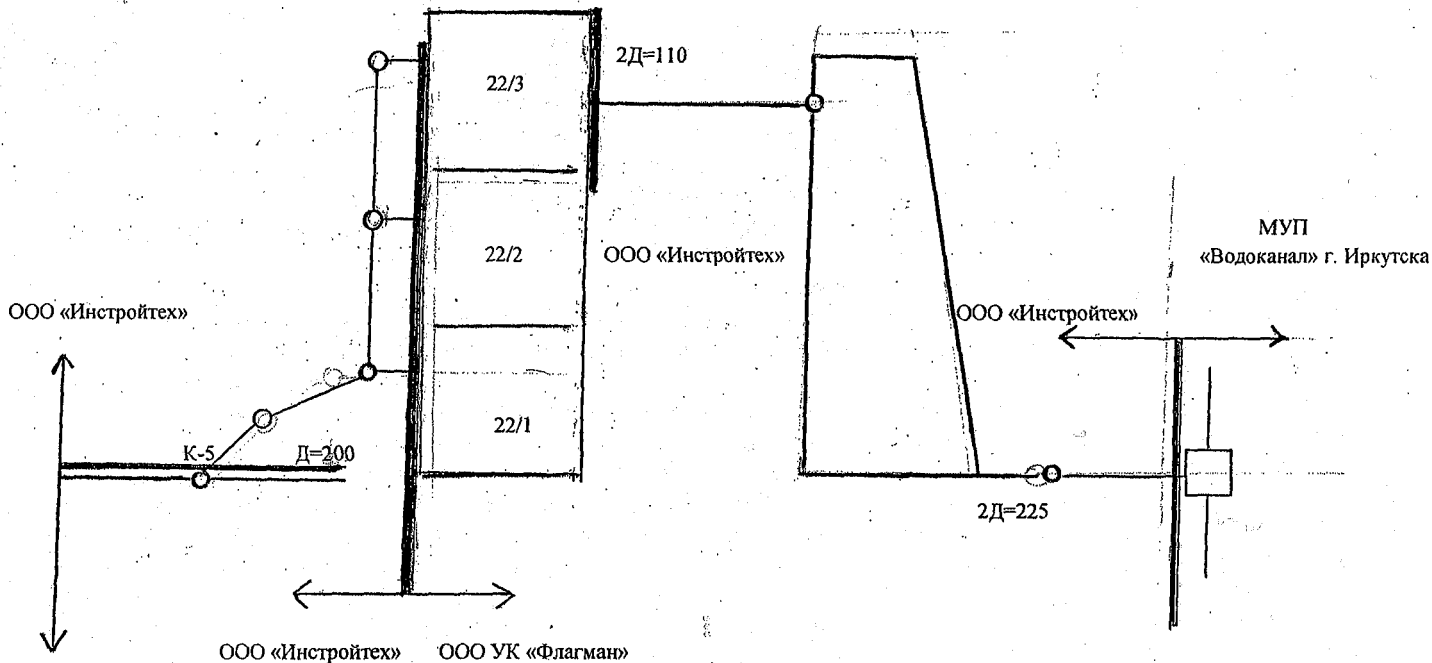 2Д=110
22/3
МУП
«Водоканал» г. Иркутска
22/2
ООО «Инстройтех»
ООО «Инстройтех»
ООО «Инстройтех»
22/1
К-5
Д=200
2Д=225
ООО «Инстройтех»
ООО УК «Флагман»